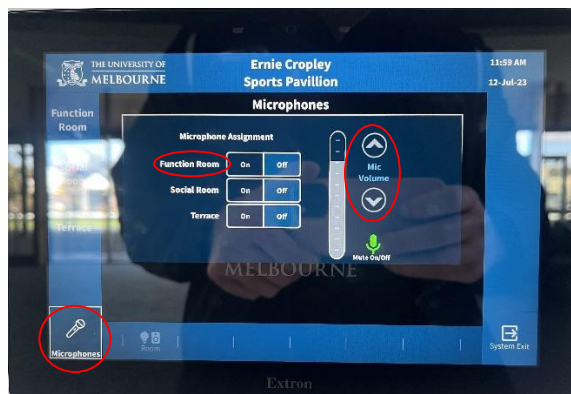 THE UNIVERSITY OF
MELBOURNE
Ernie Cropley
Sports Pavillion
11:59 AM
12-Jul-23
Microphones
Function
Room
Terrace
Microphone Assignment
Function Room
On
Off
Social Room
On
Off
Terrace
On
Off
Mic
Volume
Mute On/Off
MELBOURNE
Microphones
Room
System Exit
Extron